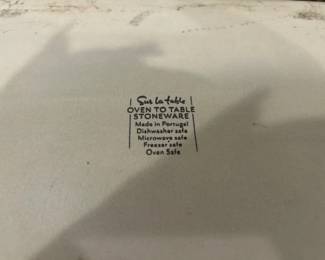 Sur la table
OVEN TO TABLE
STONEWARE
Made in Portugal
Dishwasher safe
Microwave safe
Freezer safe
Oven Safe